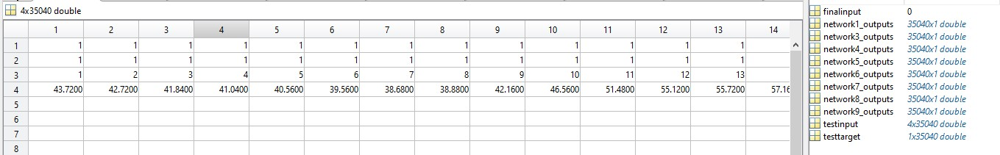 4x35040 double
1 2 3 4 5 6 7 8 9 10 11 12 13 14
1 1 1 1 1 1 1 1 1 1 1 1 1 1
2 1 1 1 1 1 1 1 1 1 1 1 1 1
3 1 2 3 4 5 6 7 8 9 10 11 12 13
4 43.7200 42.7200 41.8400 41.0400 40.5600 39.5600 38.6800 38.8800 42.1600 46.5600 51.4800 55.1200 55.7200 57.16
5
6
7
8
finalinput 0
network1_outputs 35040x1 double
network3_outputs 35040x1 double
network4_outputs 35040x1 double
network5_outputs 35040x1 double
network6_outputs 35040x1 double
network7_outputs 35040x1 double
network8_outputs 35040x1 double
network9_outputs 35040x1 double
testinput 4x35040 double
testtarget 1x35040 double